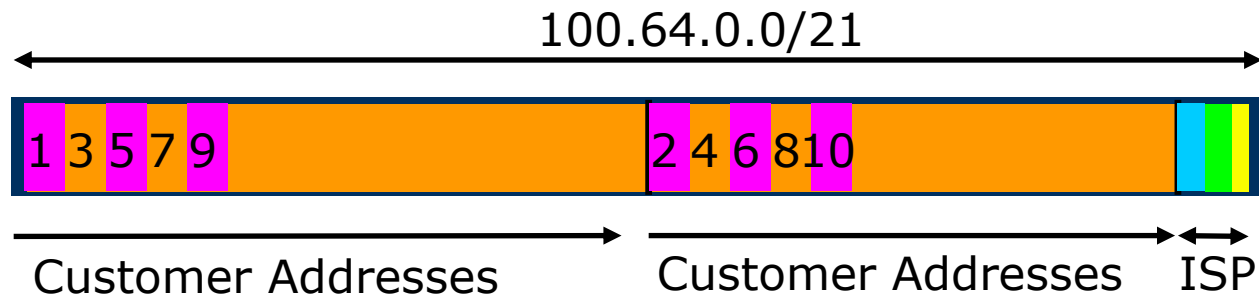 100.64.0.0/21
1 3 5 7 9 2 4 6 8 10
Customer Addresses Customer Addresses ISP